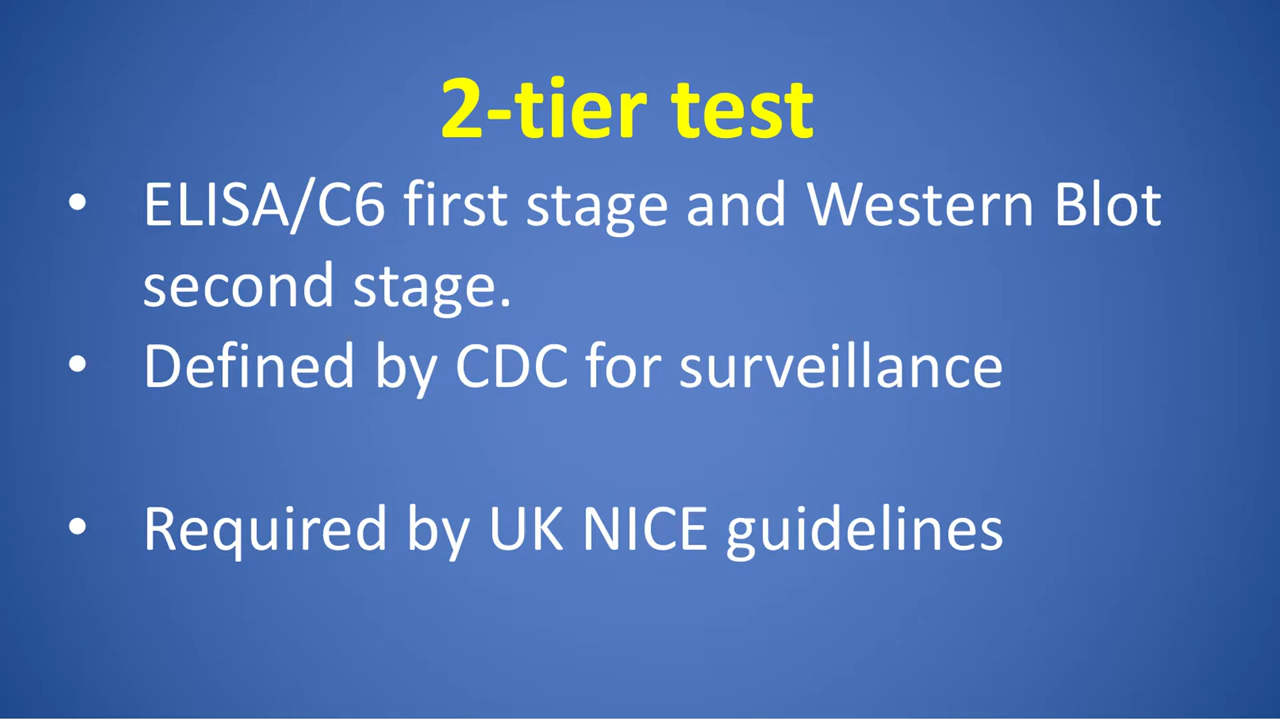 2-tier test
• ELISA/C6 first stage and Western Blot
second stage.
• Defined by CDC for surveillance
• Required by UK NICE guidelines